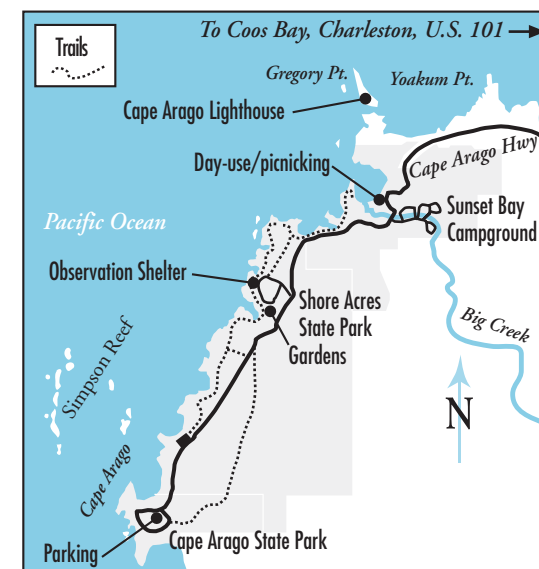 To Coos Bay, Charleston, U.S. 101
Trails
Gregory Pt.
Yoakum Pt.
Cape Arago Lighthouse
Cape Arago Hwy
Day-use/picnicking
Sunset Bay
Campground
Pacific Ocean
Observation Shelter
Shore Acres
State Park
Gardens
Big Creek
Simpson Reef
N
Cape Arago
Cape Arago State Park
Parking